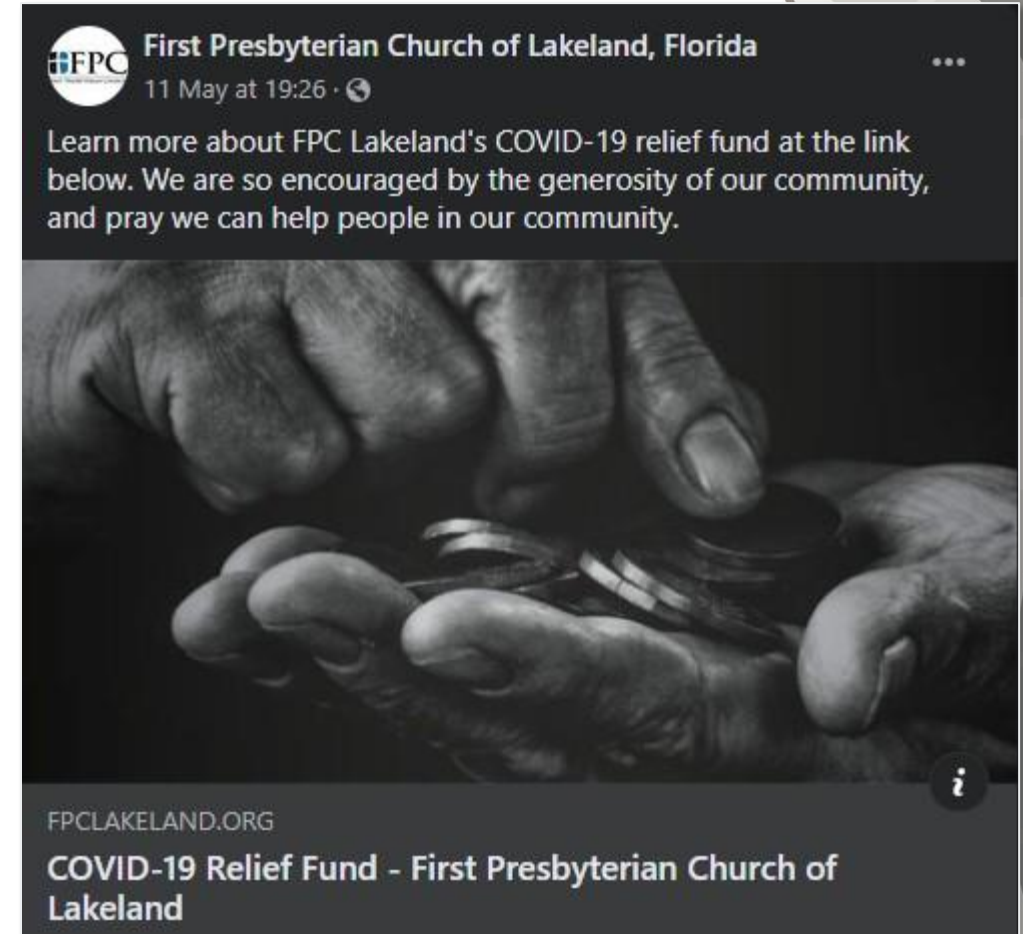 FPC
First Presbyterian Church of Lakeland, Florida
11 May at 19:26 ·
Learn more about FPC Lakeland's COVID-19 relief fund at the link
below. We are so encouraged by the generosity of our community,
and pray we can help people in our community.
i
FPCLAKELAND.ORG
COVID-19 Relief Fund - First Presbyterian Church of
Lakeland